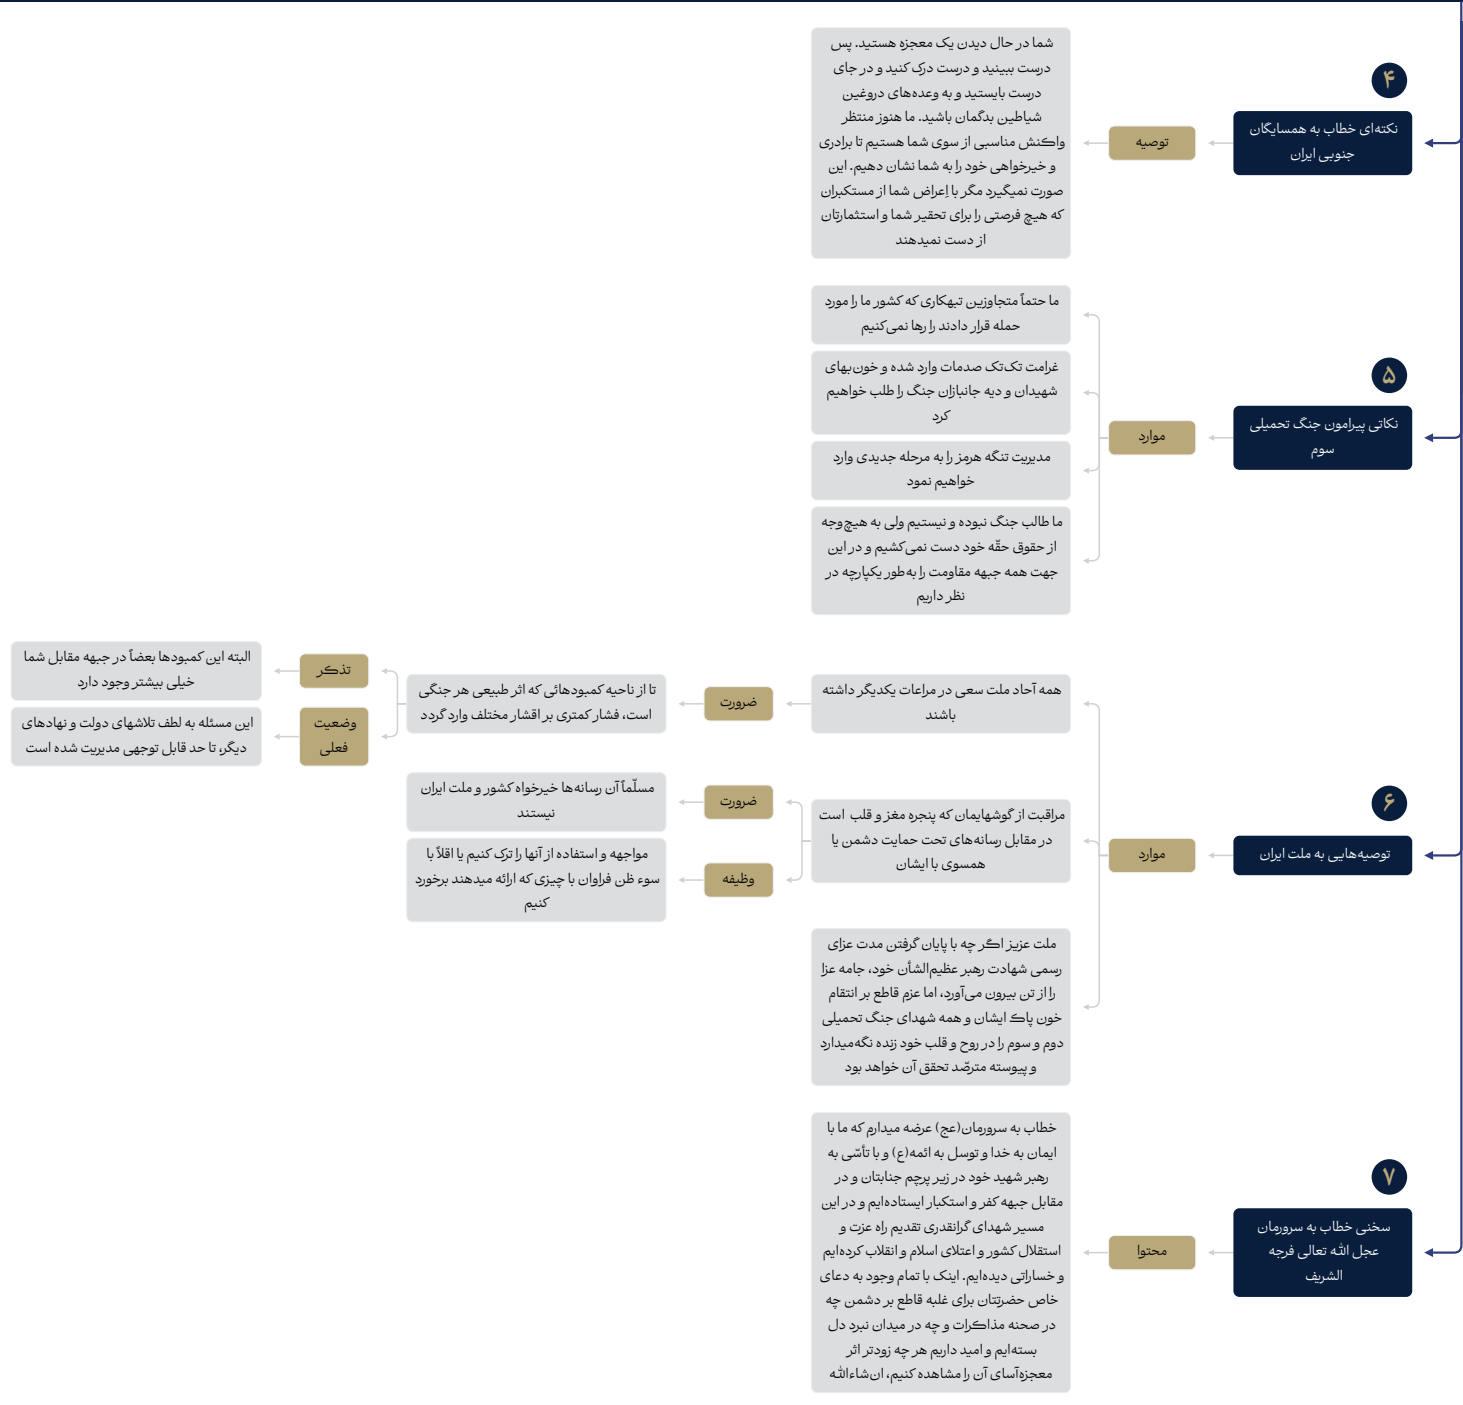 ۴
نکته‌ای خطاب به همسایگان
جنوبی ایران
توصیه
شما در حال دیدن یک معجزه هستید. پس
درست ببینید و درست درک کنید و در جای
درست بایستید و به وعده‌های دروغین
شیاطین بدگمان باشید. ما هنوز منتظر
واکنش مناسبی از سوی شما هستیم تا برادری
و خیرخواهی خود را به شما نشان دهیم. این
صورت نمیگیرد مگر با اِعراض شما از مستکبران
که هیچ فرصتی را برای تحقیر شما و استثمارتان
از دست نمیدهند
۵
نکاتی پیرامون جنگ تحمیلی
سوم
موارد
ما حتماً متجاوزین تبهکاری که کشور ما را مورد
حمله قرار دادند را رها نمی‌کنیم
غرامت تک‌تک صدمات وارد شده و خون‌بهای
شهیدان و دیه جانبازان جنگ را طلب خواهیم
کرد
مدیریت تنگه هرمز را به مرحله جدیدی وارد
خواهیم نمود
ما طالب جنگ نبوده و نیستیم ولی به هیچ‌وجه
از حقوق حقّه خود دست نمی‌کشیم و در این
جهت همه جبهه مقاومت را به‌طور یکپارچه در
نظر داریم
۶
توصیه‌هایی به ملت ایران
موارد
همه آحاد ملت سعی در مراعات یکدیگر داشته
باشند
ضرورت
تا از ناحیه کمبودهائی که اثر طبیعی هر جنگی
است، فشار کمتری بر اقشار مختلف وارد گردد
تذکر
البته این کمبودها بعضاً در جبهه مقابل شما
خیلی بیشتر وجود دارد
وضعیت
فعلی
این مسئله به لطف تلاشهای دولت و نهادهای
دیگر، تا حد قابل توجهی مدیریت شده است
مراقبت از گوشهایمان که پنجره مغز و قلب است
در مقابل رسانه‌های تحت حمایت دشمن یا
همسوی با ایشان
ضرورت
مسلّماً آن رسانه‌ها خیرخواه کشور و ملت ایران
نیستند
وظیفه
مواجهه و استفاده از آنها را ترک کنیم یا اقلاً با
سوء ظن فراوان با چیزی که ارائه میدهند برخورد
کنیم
ملت عزیز اگر چه با پایان گرفتن مدت عزای
رسمی شهادت رهبر عظیم‌الشأن خود، جامه عزا
را از تن بیرون می‌آورد، اما عزم قاطع بر انتقام
خون پاک ایشان و همه شهدای جنگ تحمیلی
دوم و سوم را در روح و قلب خود زنده نگه‌میدارد
و پیوسته مترصّد تحقق آن خواهد بود
۷
سخنی خطاب به سرورمان
عجل الله تعالی فرجه
الشریف
محتوا
خطاب به سرورمان(عج) عرضه میدارم که ما با
ایمان به خدا و توسل به ائمه(ع) و با تأسّی به
رهبر شهید خود در زیر پرچم جنابتان و در
مقابل جبهه کفر و استکبار ایستاده‌ایم و در این
مسیر شهدای گرانقدری تقدیم راه عزت و
استقلال کشور و اعتلای اسلام و انقلاب کرده‌ایم
و خساراتی دیده‌ایم. اینک با تمام وجود به دعای
خاص حضرتتان برای غلبه قاطع بر دشمن چه
در صحنه مذاکرات و چه در میدان نبرد دل
بسته‌ایم و امید داریم هر چه زودتر اثر
معجزه‌آسای آن را مشاهده کنیم، ان‌شاءالله